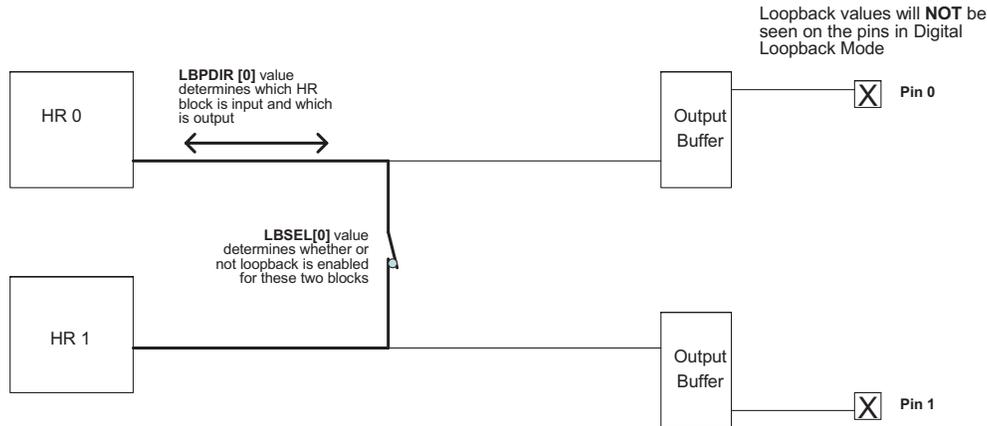 Loopback values will NOT be
seen on the pins in Digital
Loopback Mode
LBPDIR [0] value
determines which HR
block is input and which
is output
HR 0
Output
Buffer
X
Pin 0
LBSEL[0] value
determines whether or
not loopback is enabled
for these two blocks
HR 1
Output
Buffer
X
Pin 1